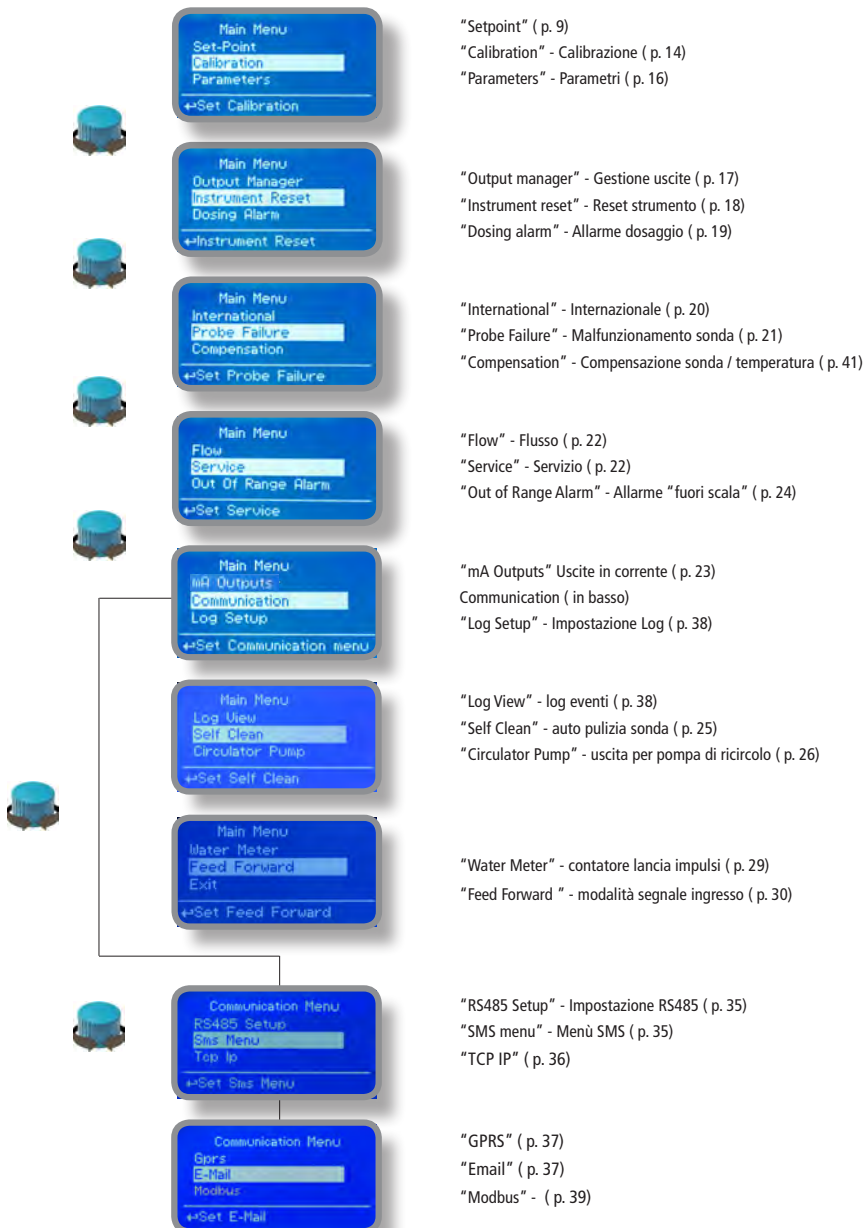 Main Menu
Set-Point
Calibration
Parameters
↵Set Calibration
"Setpoint" ( p. 9)
"Calibration" - Calibrazione ( p. 14)
"Parameters" - Parametri ( p. 16)
Main Menu
Output Manager
Instrument Reset
Dosing Alarm
↵Instrument Reset
"Output manager" - Gestione uscite ( p. 17)
"Instrument reset" - Reset strumento ( p. 18)
"Dosing alarm" - Allarme dosaggio ( p. 19)
Main Menu
International
Probe Failure
Compensation
↵Set Probe Failure
"International" - Internazionale ( p. 20)
"Probe Failure" - Malfunzionamento sonda ( p. 21)
"Compensation" - Compensazione sonda / temperatura ( p. 41)
Main Menu
Flow
Service
Out Of Range Alarm
↵Set Service
"Flow" - Flusso ( p. 22)
"Service" - Servizio ( p. 22)
"Out of Range Alarm" - Allarme "fuori scala" ( p. 24)
Main Menu
mA Outputs
Communication
Log Setup
↵Set Communication menu
"mA Outputs" Uscite in corrente ( p. 23)
Communication ( in basso)
"Log Setup" - Impostazione Log ( p. 38)
Main Menu
Log View
Self Clean
Circulator Pump
↵Set Self Clean
"Log View" - log eventi ( p. 38)
"Self Clean" - auto pulizia sonda ( p. 25)
"Circulator Pump" - uscita per pompa di ricircolo ( p. 26)
Main Menu
Water Meter
Feed Forward
Exit
↵Set Feed Forward
"Water Meter" - contatore lancia impulsi ( p. 29)
"Feed Forward " - modalità segnale ingresso ( p. 30)
Communication Menu
RS485 Setup
Sms Menu
Tcp Ip
↵Set Sms Menu
"RS485 Setup" - Impostazione RS485 ( p. 35)
"SMS menu" - Menù SMS ( p. 35)
"TCP IP" ( p. 36)
Communication Menu
Gprs
E-Mail
Modbus
↵Set E-Mail
"GPRS" ( p. 37)
"Email" ( p. 37)
"Modbus" - ( p. 39)